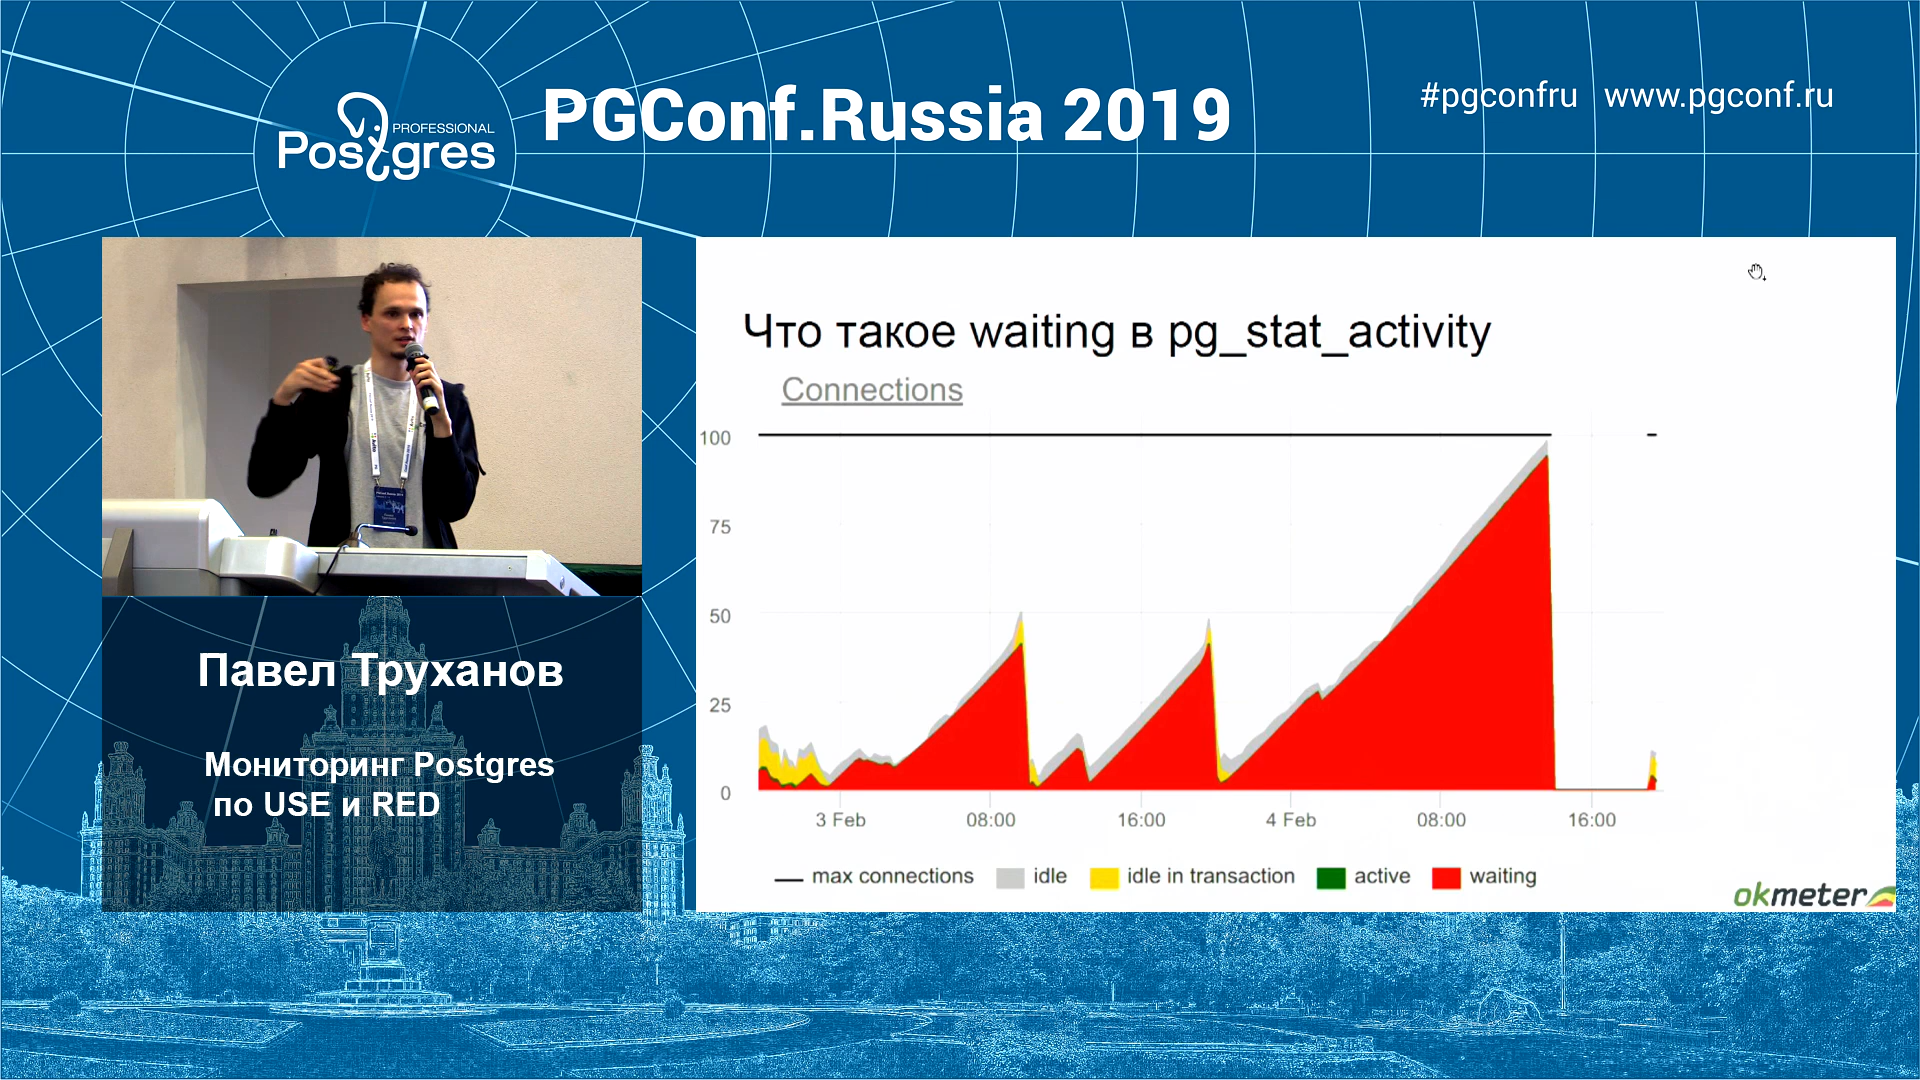 Postgres
PROFESSIONAL
PGConf.Russia 2019
#pgconfru www.pgconf.ru
Что такое waiting в pg_stat_activity
Connections
100
75
50
25
0
3 Feb 08:00 16:00 4 Feb 08:00 16:00
max connections idle idle in transaction active waiting
okmeter
Павел Труханов
Мониторинг Postgres
по USE и RED